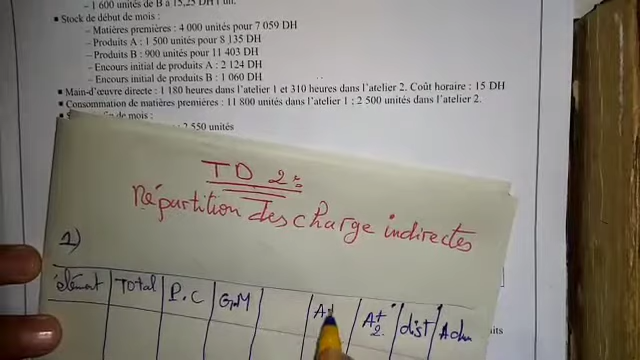 – 1 600 unités de B à 15,25 DH l'un.
▪ Stock de début de mois :
– Matières premières : 4 000 unités pour 7 059 DH
– Produits A : 1 500 unités pour 8 135 DH
– Produits B : 900 unités pour 11 403 DH
– Encours initial de produits A : 2 124 DH
– Encours initial de produits B : 1 060 DH
▪ Main-d'œuvre directe : 1 180 heures dans l'atelier 1 et 310 heures dans l'atelier 2. Coût horaire : 15 DH
▪ Consommation de matières premières : 11 800 unités dans l'atelier 1 ; 2 500 unités dans l'atelier 2.
de mois :
2 550 unités
TD 2:
Répartition des charge indirectes
1)
élément Total P.C G.M At At 2 dist Adm